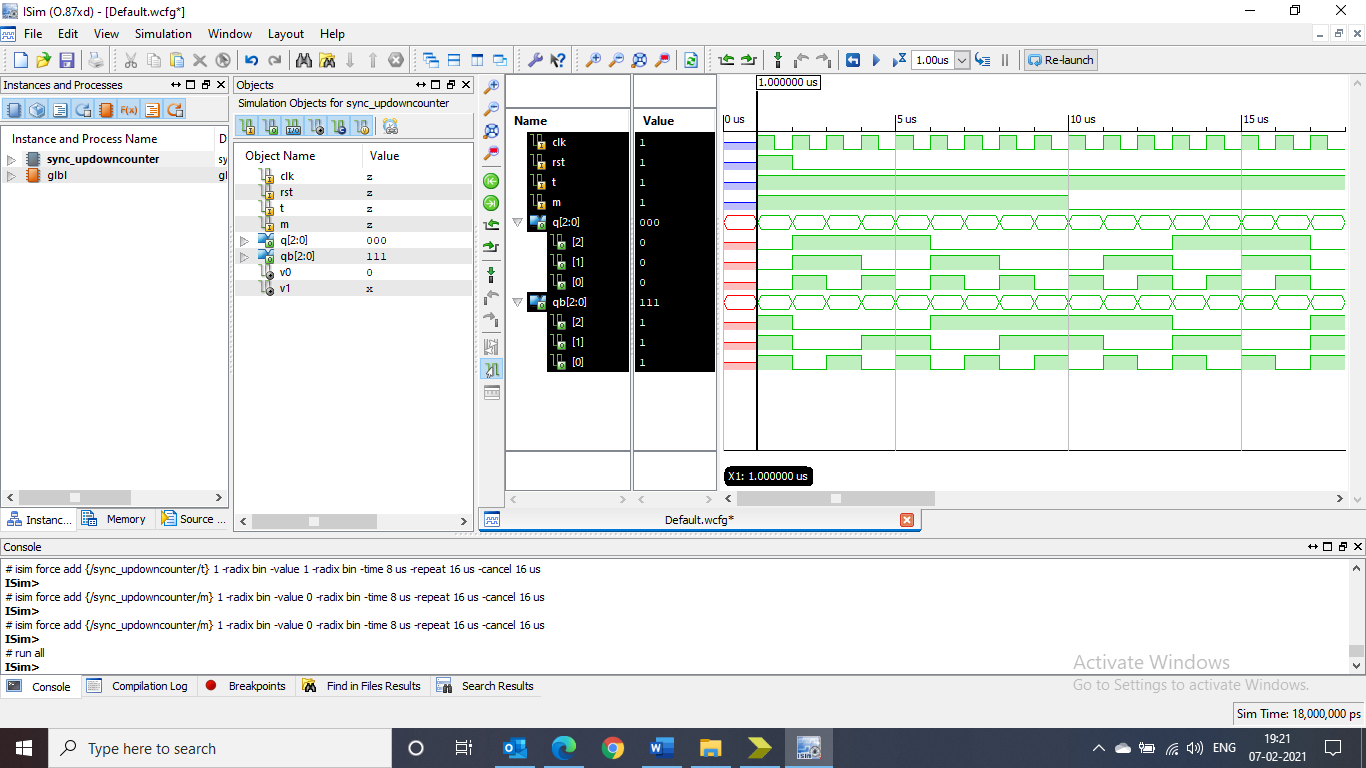 ISim (O.87xd) - [Default.wcfg*]
File Edit View Simulation Window Layout Help
1.00us Re-launch
Instances and Processes
Objects
Simulation Objects for sync_updowncounter
Instance and Process Name D
sync_updowncounter sy
glbl gl
Object Name Value
clk z
rst z
t z
m z
q[2:0] 000
qb[2:0] 111
v0 0
v1 x
Name Value
clk 1
rst 1
t 1
m 1
q[2:0] 000
[2] 0
[1] 0
[0] 0
qb[2:0] 111
[2] 1
[1] 1
[0] 1
1.000000 us
0 us 5 us 10 us 15 us
X1: 1.000000 us
Instanc... Memory Source ...
Default.wcfg*
Console
# isim force add {/sync_updowncounter/t} 1 -radix bin -value 1 -radix bin -time 8 us -repeat 16 us -cancel 16 us
ISim>
# isim force add {/sync_updowncounter/m} 1 -radix bin -value 0 -radix bin -time 8 us -repeat 16 us -cancel 16 us
ISim>
# isim force add {/sync_updowncounter/m} 1 -radix bin -value 0 -radix bin -time 8 us -repeat 16 us -cancel 16 us
ISim>
# run all
ISim>
Activate Windows
Go to Settings to activate Windows.
Console Compilation Log Breakpoints Find in Files Results Search Results
Sim Time: 18,000,000 ps
Type here to search
ENG
19:21
07-02-2021